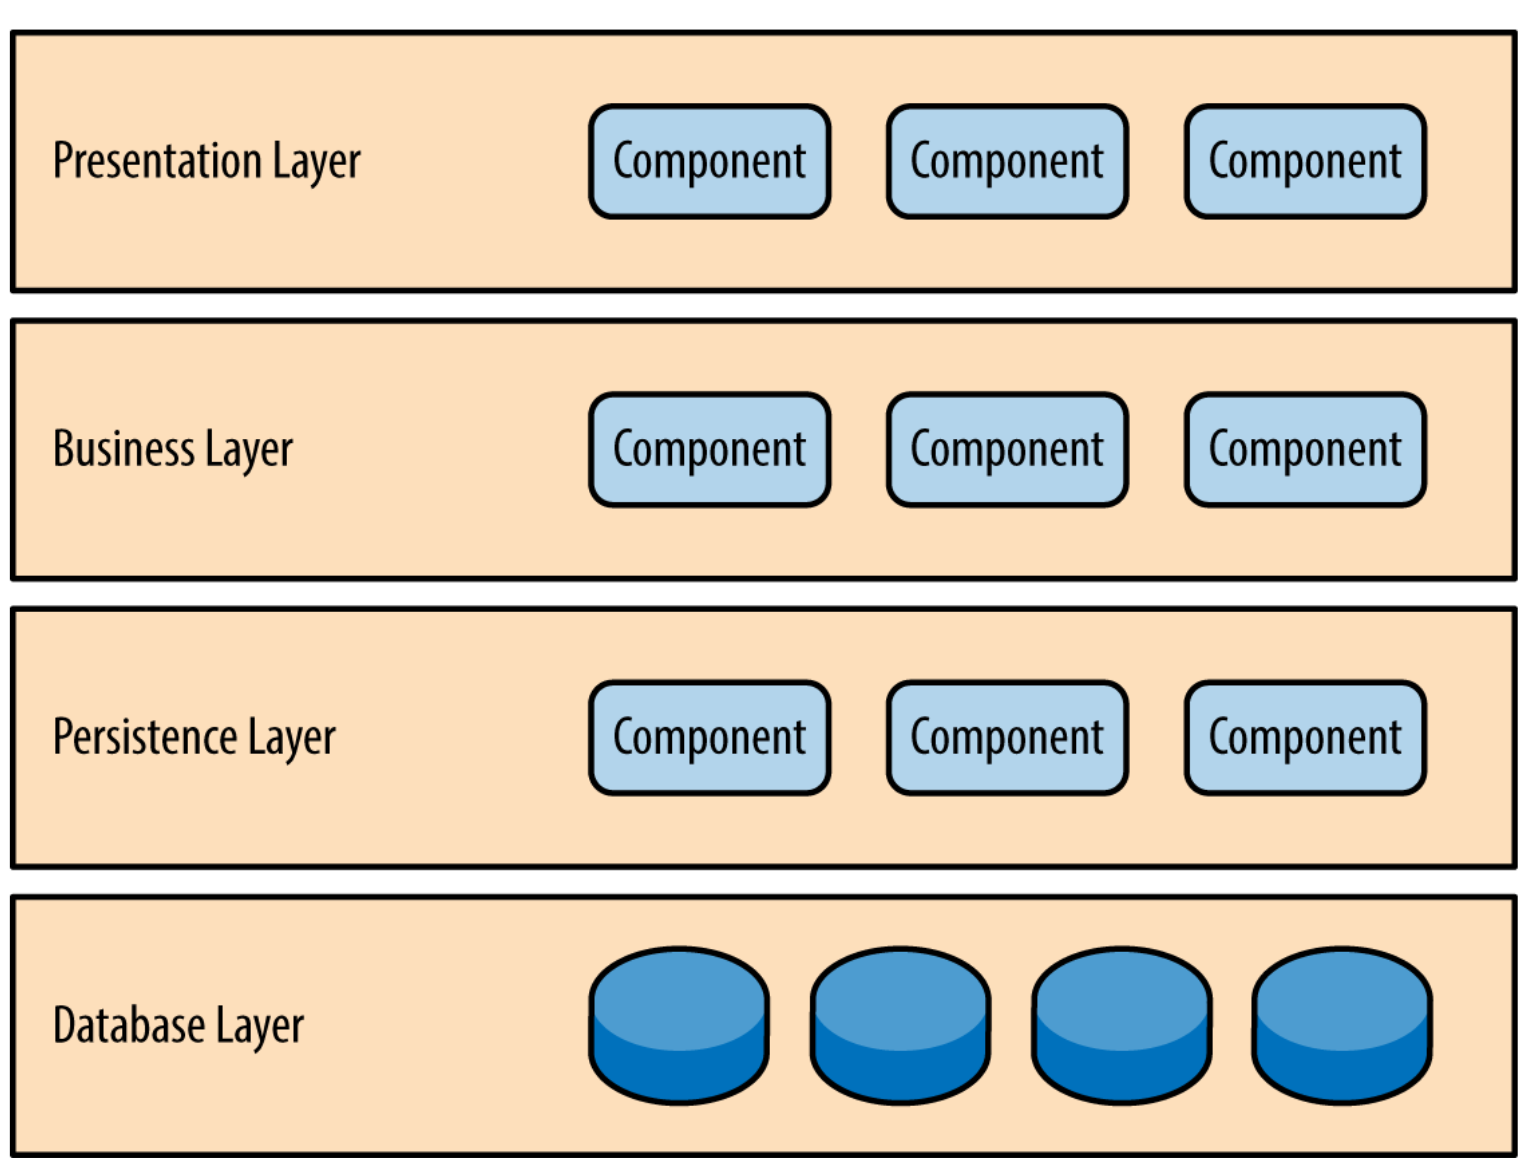 Presentation Layer Component Component Component
Business Layer Component Component Component
Persistence Layer Component Component Component
Database Layer